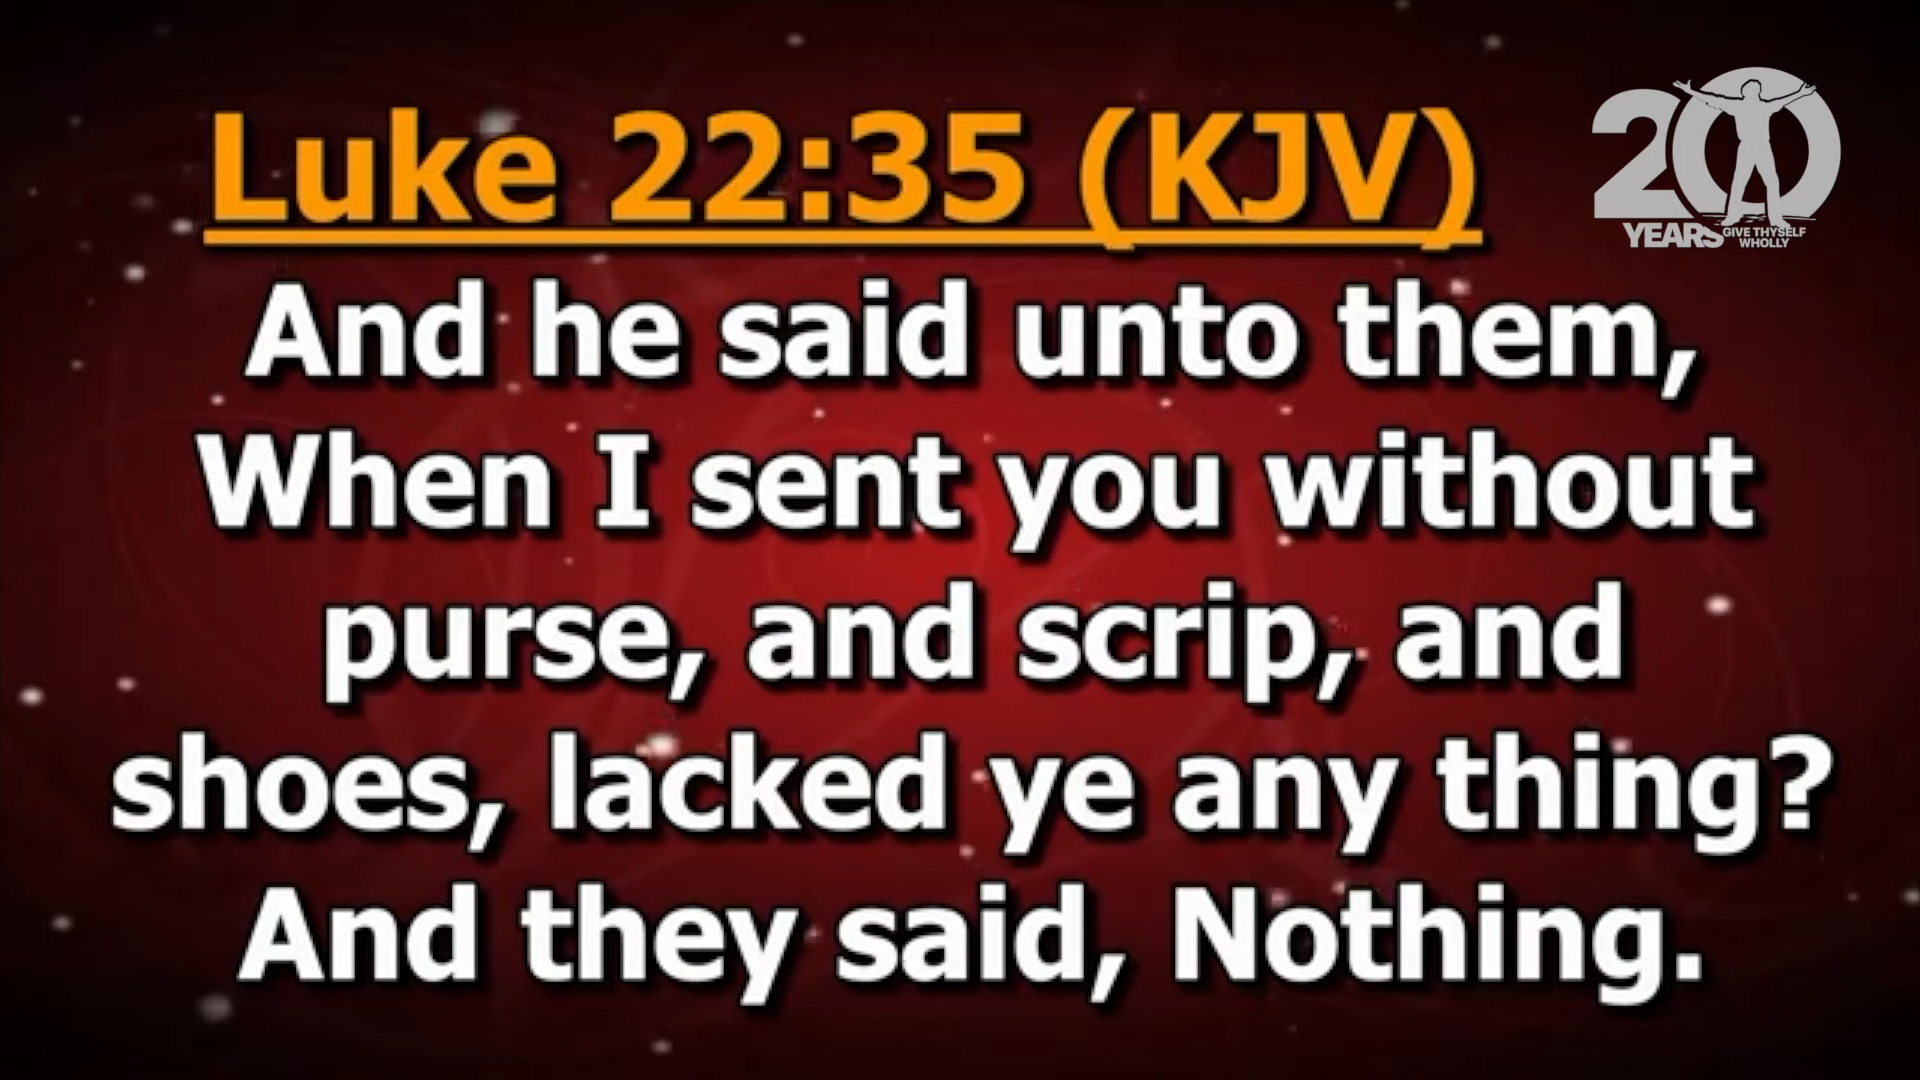 Luke 22:35 (KJV)
And he said unto them,
When I sent you without
purse, and scrip, and
shoes, lacked ye any thing?
And they said, Nothing.
20
YEARS
GIVE THYSELF
WHOLLY